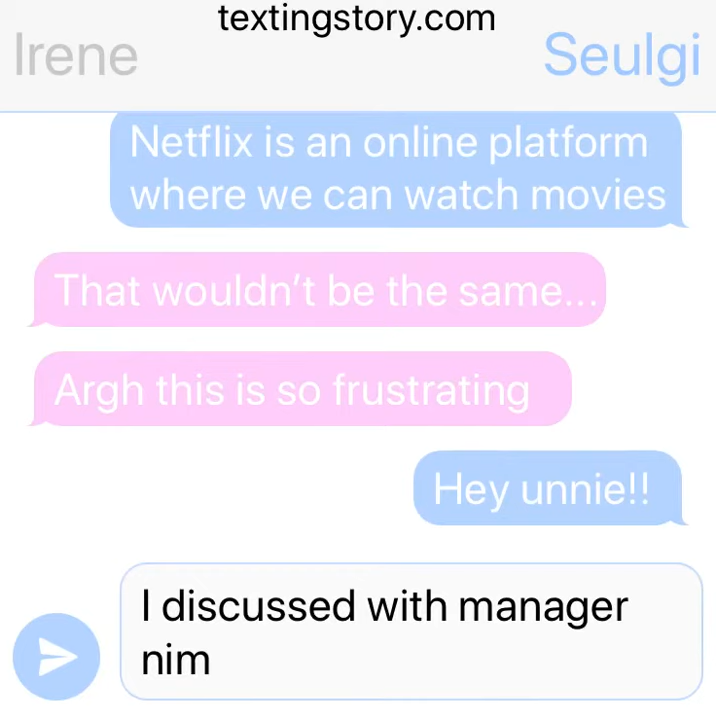 textingstory.com
Irene
Seulgi
Netflix is an online platform
where we can watch movies
That wouldn't be the same...
Argh this is so frustrating
Hey unnie!!
I discussed with manager
nim